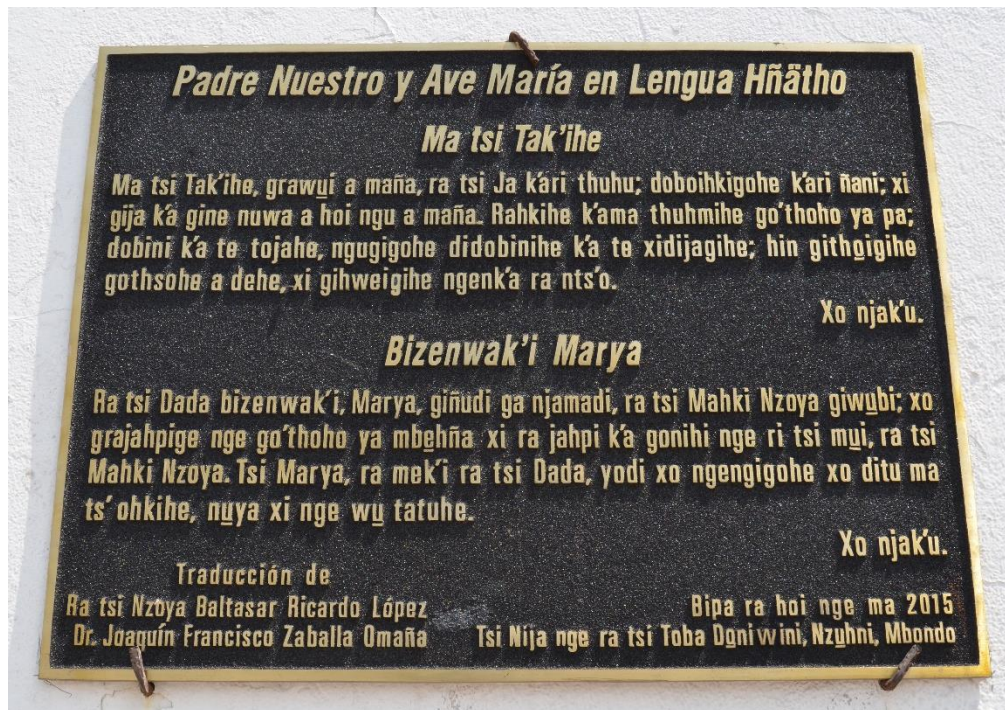 Padre Nuestro y Ave María en Lengua Hñätho
Ma tsi Tak'ihe
Ma tsi Tak'ihe, grawu̱i a maña, ra tsi Ja k'ari thuhu; doboihkigohe k'ari ñani; xi
gija k'a gine nuwa a hoi ngu a maña. Rahkihe k'ama thuhmihe go'thoho ya pa;
dobini k'a te tojahe, ngugigohe didobinihe k'a te xidijagihe; hin githo̱igihe
gothsohe a dehe, xi gihweigihe ngenk'a ra nts'o.
Xo njak'u.
Bizenwak'i Marya
Ra tsi Dada bizenwak'i, Marya, giñudi ga njamadi, ra tsi Mahki Nzoya giwu̱bi; xo
grajahpige nge go'thoho ya mbe̱hña xi ra jahpi k'a gonihi nge ri tsi mu̱i, ra tsi
Mahki Nzoya. Tsi Marya, ra mek'i ra tsi Dada, yodi xo ngengigohe xo ditu ma
ts' ohkihe, nu̱ya xi nge wu̱ tatuhe.
Xo njak'u.
Traducción de
Ra tsi Nzoya Baltasar Ricardo López
Dr. Joaquín Francisco Zaballa Omaña
Bipa ra hoi nge ma 2015
Tsi Nija nge ra tsi Toba Do̱niwini, Nzu̱hni, Mbondo